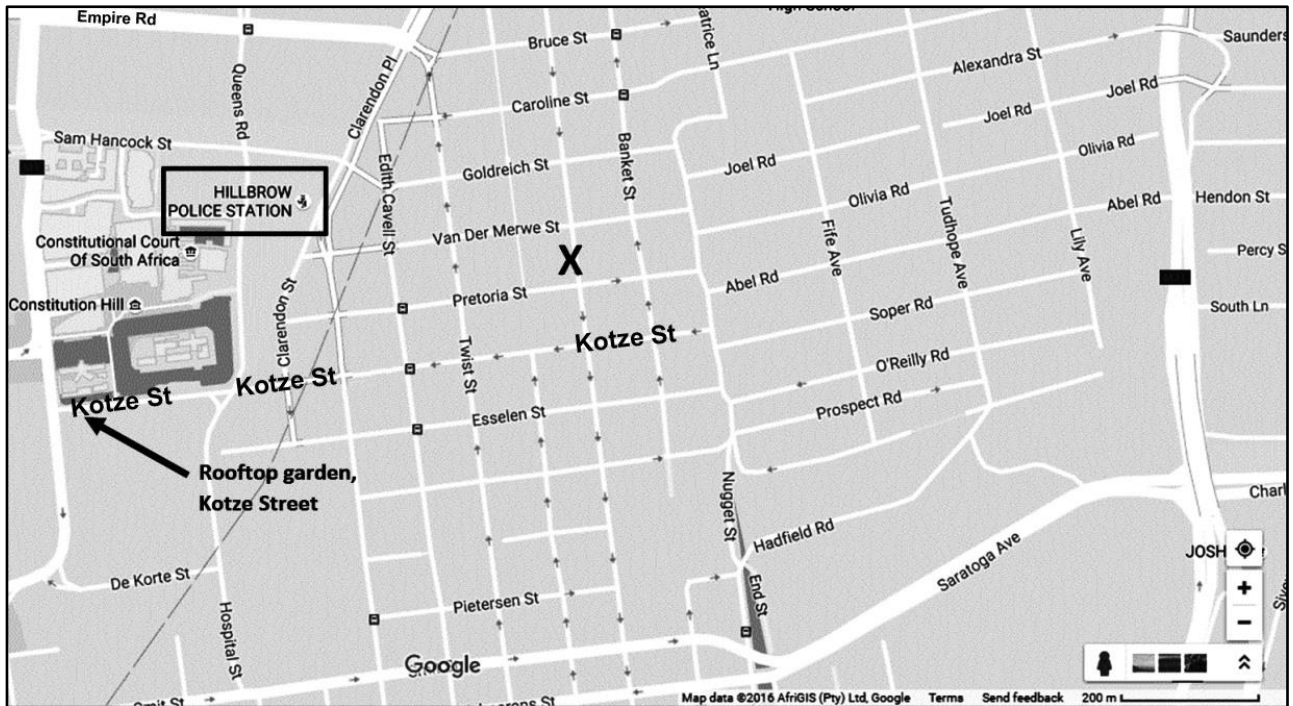 High School
Empire Rd
Bruce St
Saunders
Alexandra St
Queens Rd
Clarendon Pl
Caroline St
Joel Rd
Joel Rd
Sam Hancock St
Banket St
Goldreich St
Joel Rd
Olivia Rd
HILLBROW
POLICE STATION
Edith Cavell St
Olivia Rd
Abel Rd
Hendon St
Van Der Merwe St
Tudhope Ave
Fife Ave
Lily Ave
Constitutional Court
Of South Africa
X
Percy S
Abel Rd
Constitution Hill
Pretoria St
Soper Rd
South Ln
Clarendon St
Twist St
Kotze St
O'Reilly Rd
Kotze St
Kotze St
Esselen St
Prospect Rd
Rooftop garden,
Kotze Street
Nugget St
Charl
Hadfield Rd
JOSH
Saratoga Ave
De Korte St
Pietersen St
End St
Hospital St
+
−
Google
Map data ©2016 AfriGIS (Pty) Ltd, Google Terms Send feedback 200 m